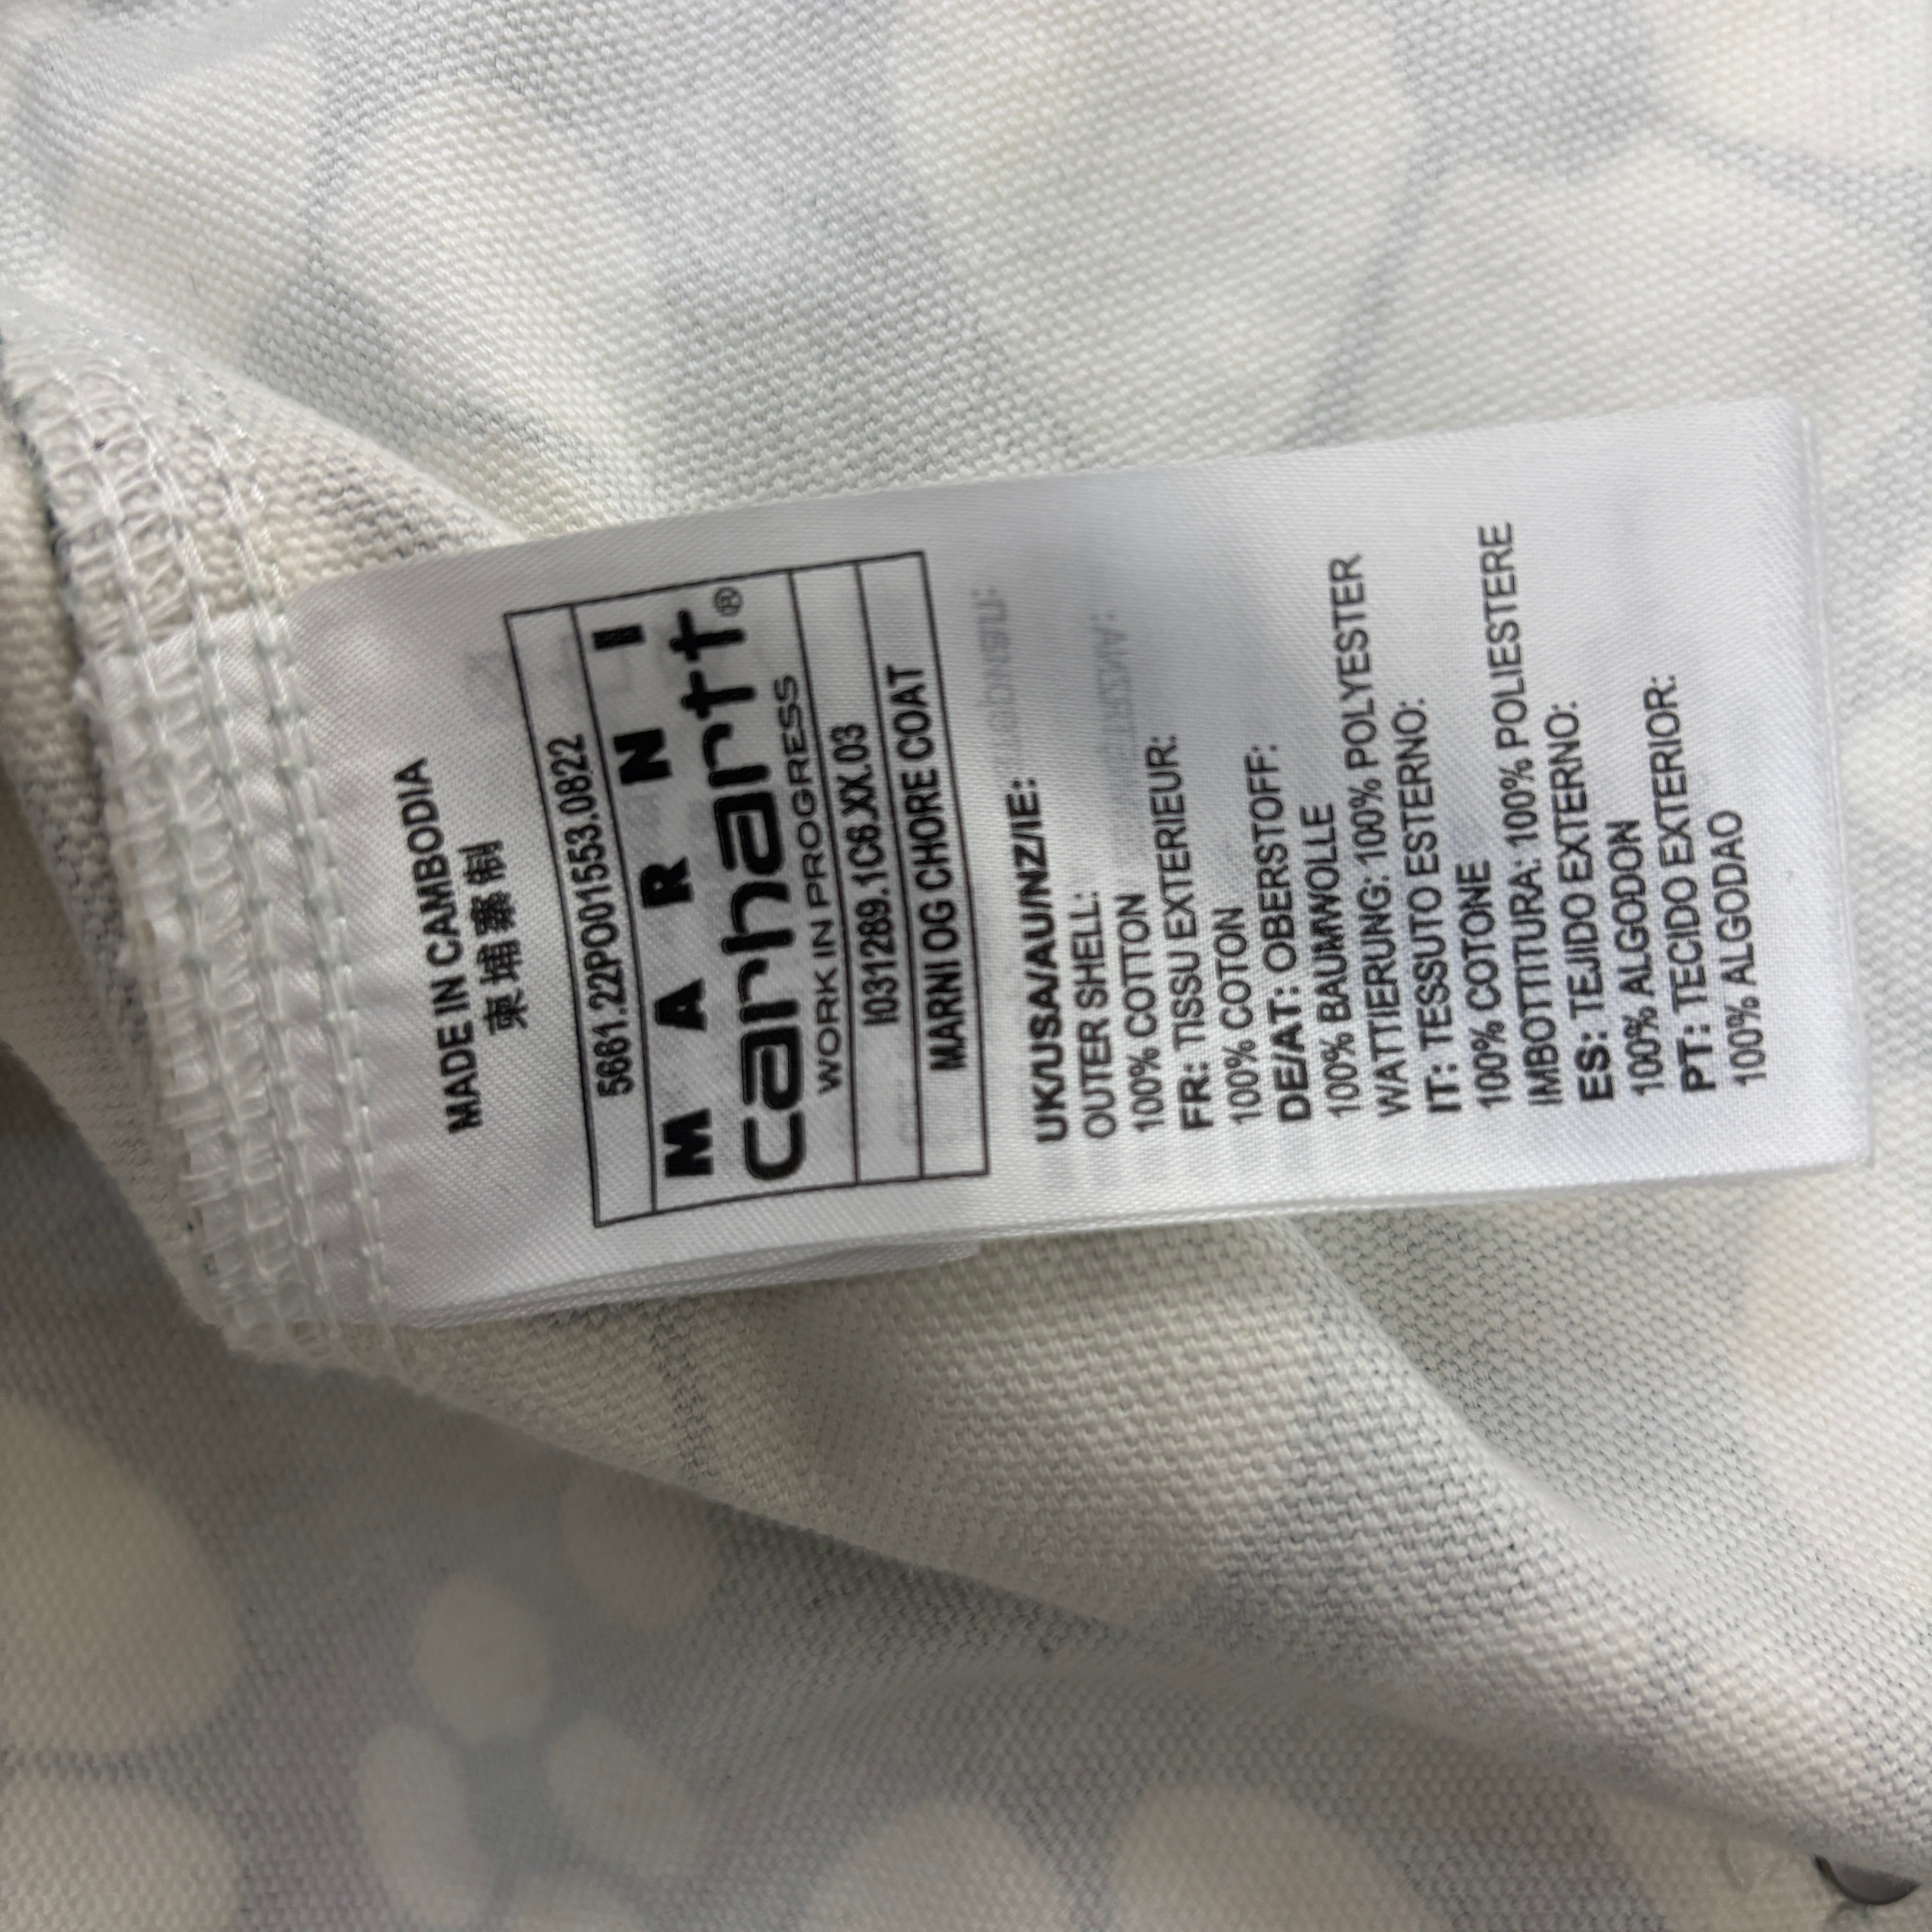 MADE IN CAMBODIA
柬埔寨制
5661.22PO01553.0822
MARNI
carhartt®
WORK IN PROGRESS
I031289.1C6.XX.03
MARNI OG CHORE COAT
UK/USA/AU/NZ/IE:
OUTER SHELL:
100% COTTON
FR: TISSU EXTERIEUR:
100% COTON
DE/AT: OBERSTOFF:
100% BAUMWOLLE
WATTIERUNG: 100% POLYESTER
IT: TESSUTO ESTERNO:
100% COTONE
IMBOTTITURA: 100% POLIESTERE
ES: TEJIDO EXTERNO:
100% ALGODON
PT: TECIDO EXTERIOR:
100% ALGODAO